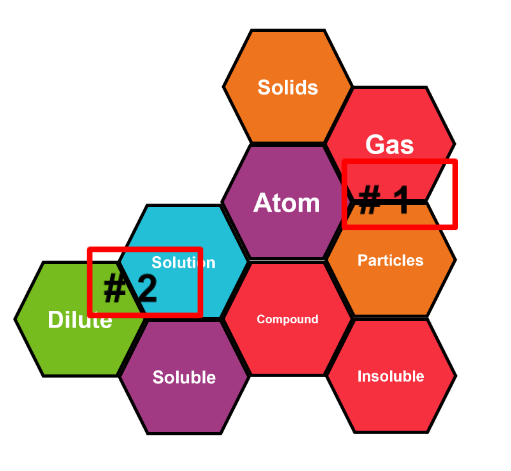 Solids
Gas
Atom
# 1
Solution
Particles
# 2
Dilute
Compound
Soluble
Insoluble